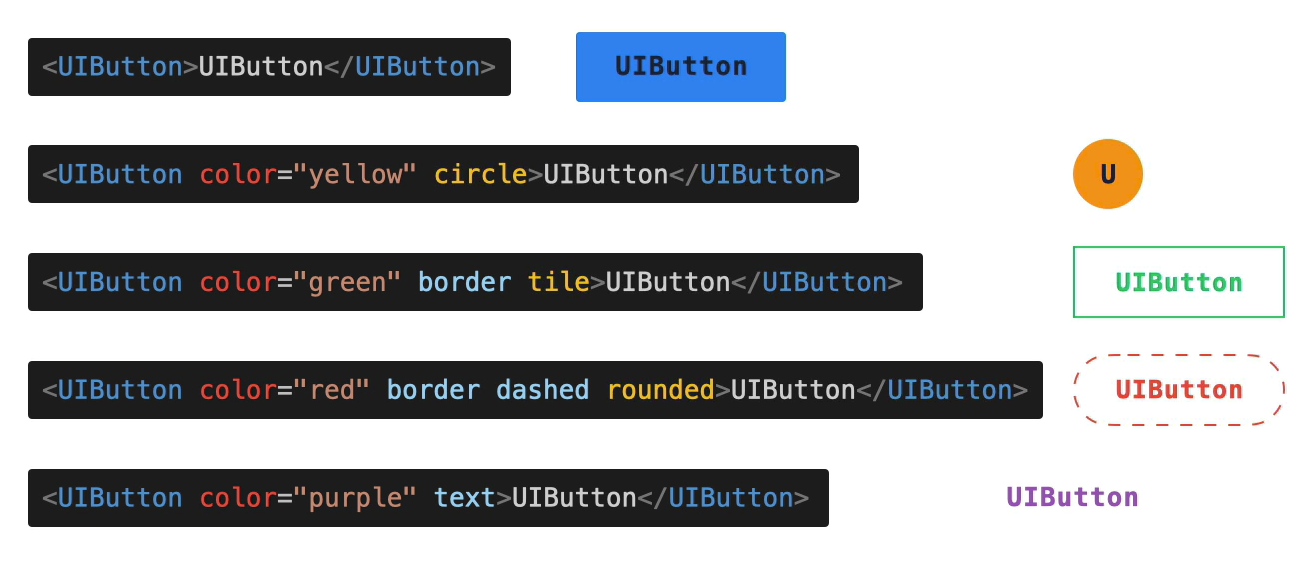 <UIButton>UIButton</UIButton> UIButton
<UIButton color="yellow" circle>UIButton</UIButton> U
<UIButton color="green" border tile>UIButton</UIButton> UIButton
<UIButton color="red" border dashed rounded>UIButton</UIButton> UIButton
<UIButton color="purple" text>UIButton</UIButton> UIButton